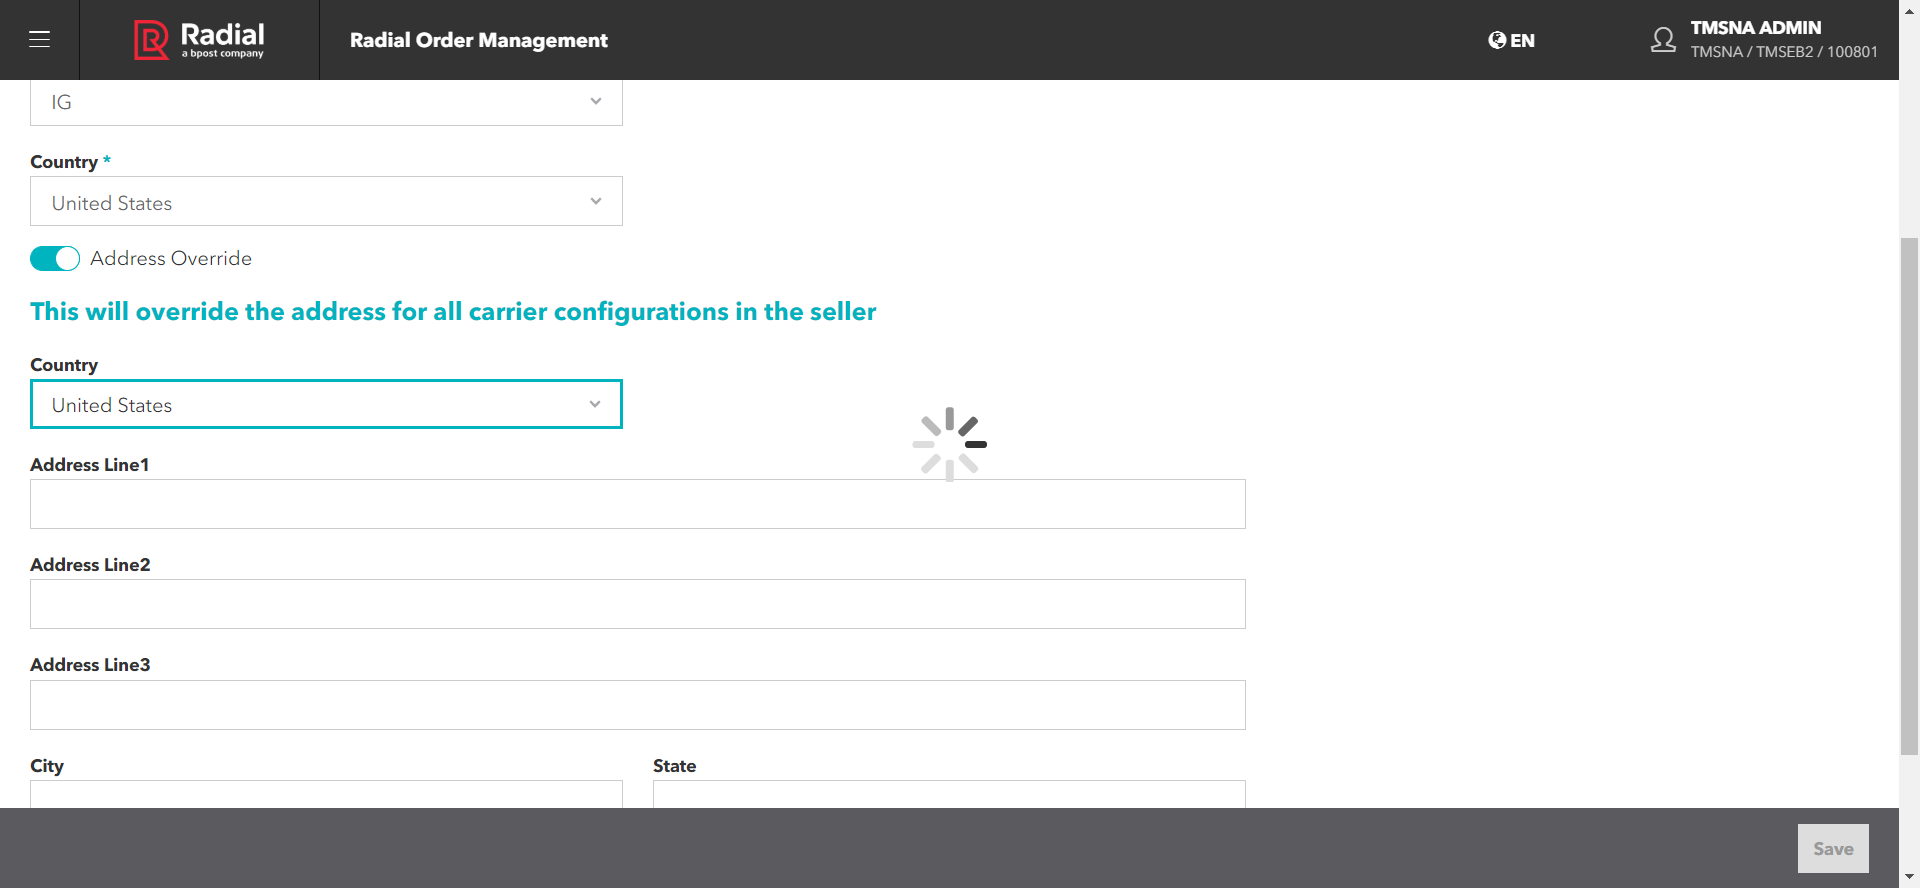 Radial
a bpost company
Radial Order Management
EN
TMSNA ADMIN
TMSNA / TMSEB2 / 100801
IG
Country *
United States
Address Override
This will override the address for all carrier configurations in the seller
Country
United States
Address Line1
Address Line2
Address Line3
City
State
Save